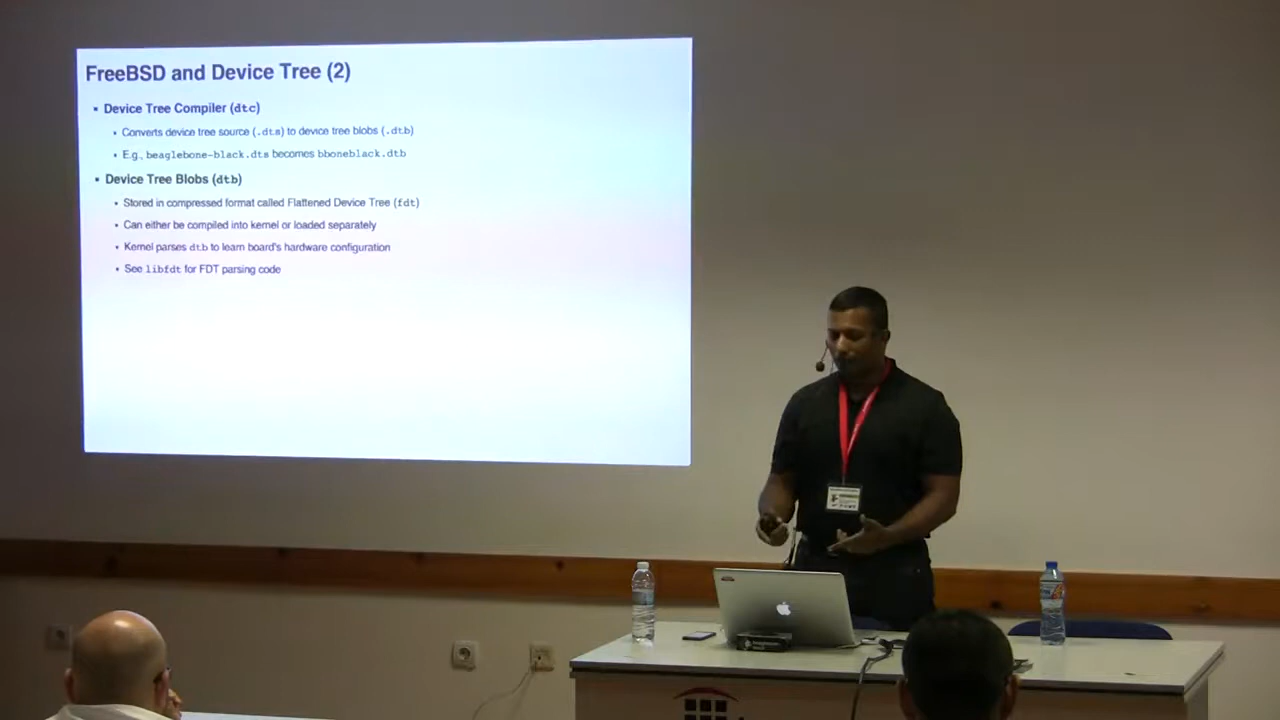 FreeBSD and Device Tree (2)
▪ Device Tree Compiler (dtc)
▪ Converts device tree source (.dts) to device tree blobs (.dtb)
▪ E.g., beaglebone-black.dts becomes bboneblack.dtb
▪ Device Tree Blobs (dtb)
▪ Stored in compressed format called Flattened Device Tree (fdt)
▪ Can either be compiled into kernel or loaded separately
▪ Kernel parses dtb to learn board's hardware configuration
▪ See libfdt for FDT parsing code